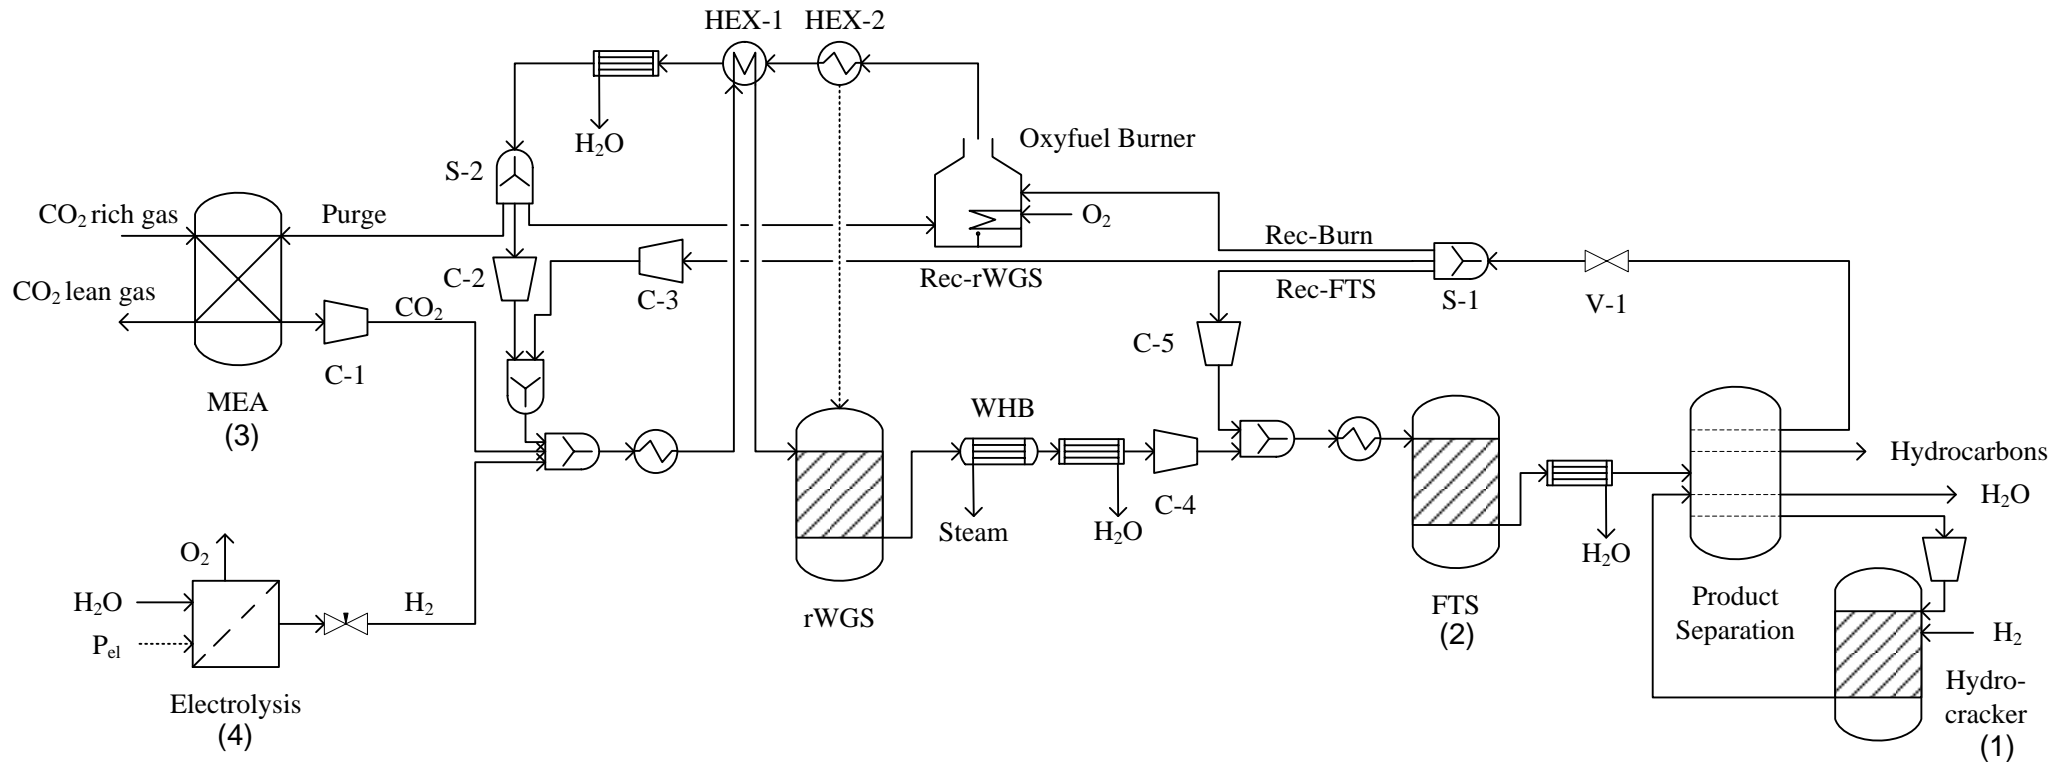 HEX-1
HEX-2
H₂O
Oxyfuel Burner
S-2
CO₂ rich gas
Purge
O₂
Rec-Burn
C-2
Rec-rWGS
Rec-FTS
CO₂ lean gas
CO₂
C-3
S-1
V-1
C-1
C-5
MEA
(3)
WHB
Hydrocarbons
H₂O
Steam
H₂O
C-4
H₂O
O₂
H₂O
H₂
Pel
rWGS
FTS
(2)
Product
Separation
H₂
Electrolysis
(4)
Hydro-
cracker
(1)